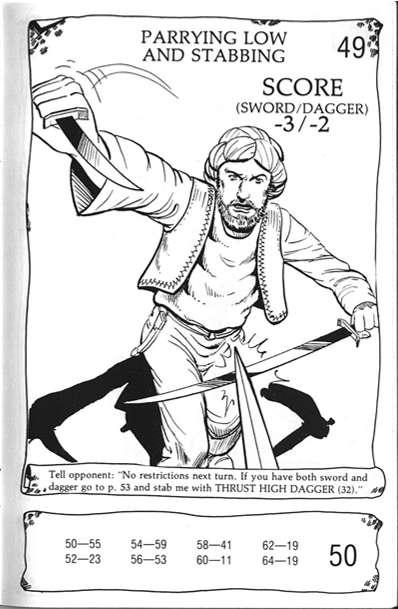 PARRYING LOW
AND STABBING
49
SCORE
(SWORD/DAGGER)
-3/-2
Tell opponent: "No restrictions next turn. If you have both sword and
dagger go to p. 53 and stab me with THRUST HIGH DAGGER (32)."
50—55 54—59 58—41 62—19
52—23 56—53 60—11 64—19
50